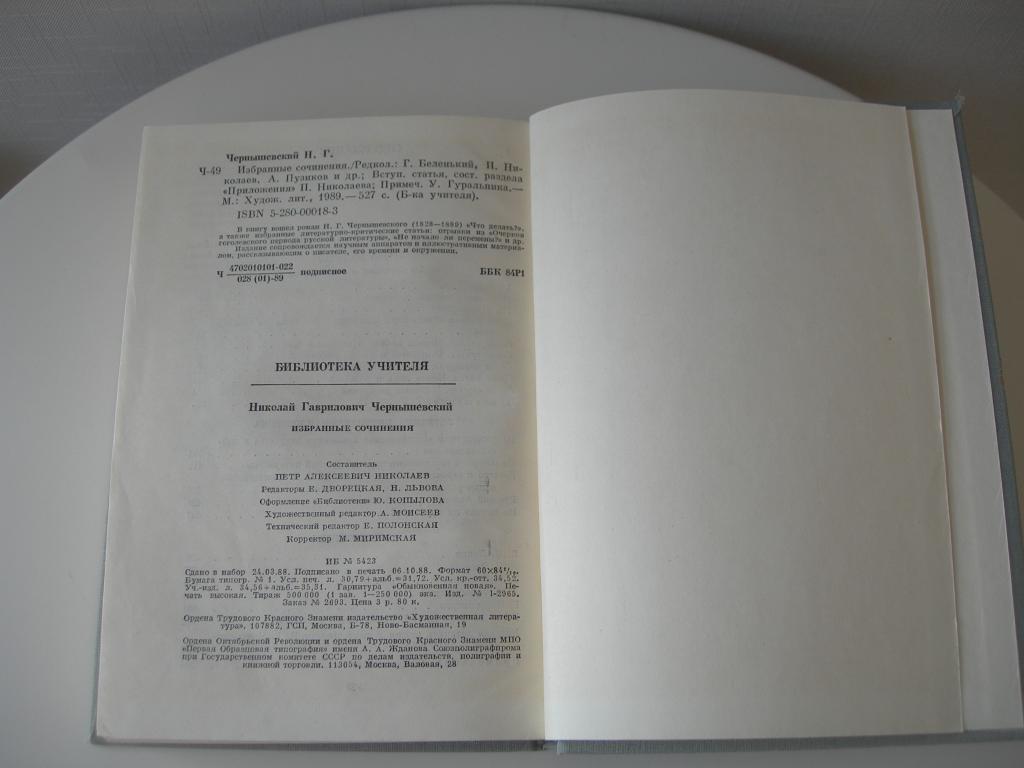 Чернышевский Н. Г.
Ч-49 Избранные сочинения./Редкол.: Г. Беленький, П. Ни-
колаев, А. Пузиков и др.; Вступ. статья, сост. раздела
«Приложения» П. Николаева; Примеч. У. Гуральника.—
М.: Худож. лит., 1989.— 527 с. (Б-ка учителя).
ISBN 5-280-00018-3
В книгу вошел роман Н. Г. Чернышевского (1828—1889) «Что делать?»,
а также избранные литературно-критические статьи: отрывки из «Очерков
гоголевского периода русской литературы», «Не начало ли перемены?» и др.
Издание сопровождается научным аппаратом и иллюстративным материа-
лом, рассказывающим о писателе, его времени и окружении.
Ч 4702010101-022
028 (01)-89 подписное ББК 84Р1
БИБЛИОТЕКА УЧИТЕЛЯ
Николай Гаврилович Чернышевский
ИЗБРАННЫЕ СОЧИНЕНИЯ
Составитель
ПЕТР АЛЕКСЕЕВИЧ НИКОЛАЕВ
Редакторы Е. ДВОРЕЦКАЯ, Н. ЛЬВОВА
Оформление «Библиотеки» Ю. КОПЫЛОВА
Художественный редактор А. МОИСЕЕВ
Технический редактор Е. ПОЛОНСКАЯ
Корректор М. МИРИМСКАЯ
ИБ № 5423
Сдано в набор 24.03.88. Подписано в печать 06.10.88. Формат 60×84¹/₁₆.
Бумага типогр. № 1. Усл. печ. л. 30,79+альб.=31,72. Усл. кр.-отт. 34,52.
Уч.-изд. л. 34,56+альб.=35,31. Гарнитура «Обыкновенная новая». Пе-
чать высокая. Тираж 500 000 (1 зав. 1—250 000) экз. Изд. № I-2965.
Заказ № 2693. Цена 3 р. 80 к.
Ордена Трудового Красного Знамени издательство «Художественная литера-
тура», 107882, ГСП, Москва, Б-78, Ново-Басманная, 19
Ордена Октябрьской Революции и ордена Трудового Красного Знамени МПО
«Первая Образцовая типография» имени А. А. Жданова Союзполиграфпрома
при Государственном комитете СССР по делам издательств, полиграфии и
книжной торговли. 113054, Москва, Валовая, 28